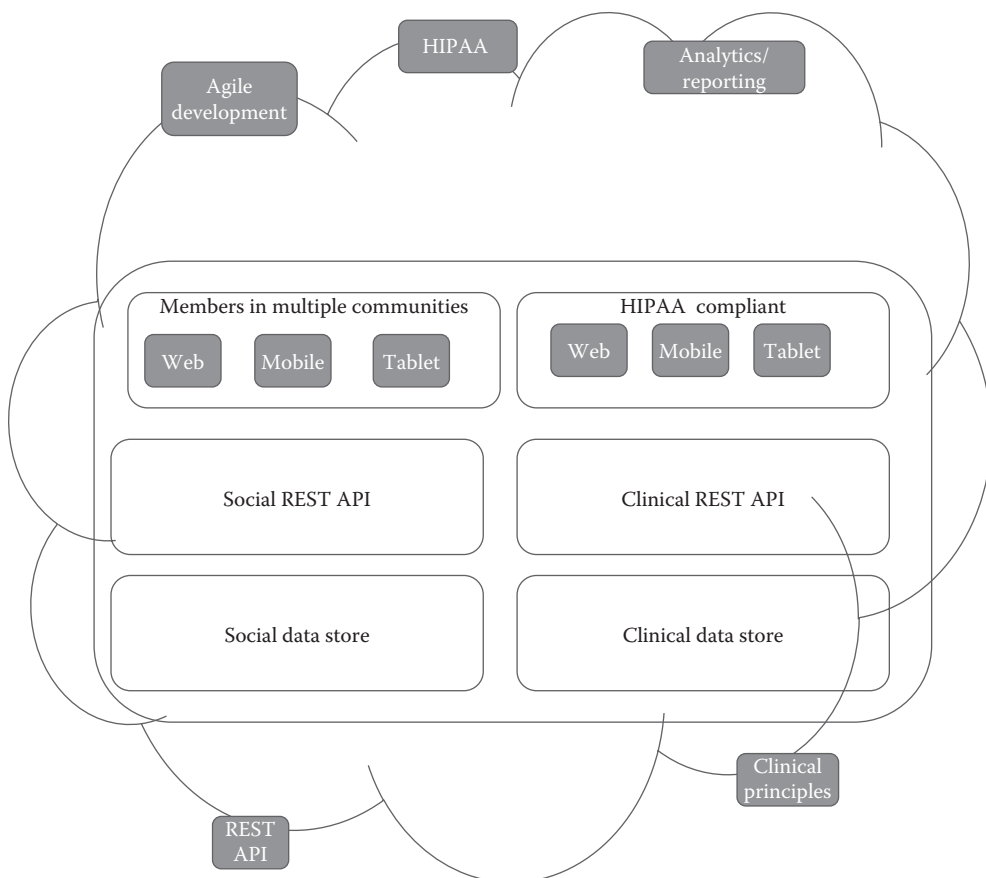 HIPAA
Analytics/
reporting
Agile
development
Members in multiple communities
Web
Mobile
Tablet
HIPAA compliant
Web
Mobile
Tablet
Social REST API
Clinical REST API
Social data store
Clinical data store
Clinical
principles
REST
API